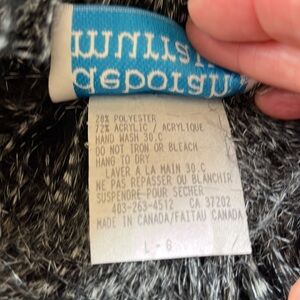 deborah
murra
28% POLYESTER
72% ACRYLIC / ACRYLIQUE
HAND WASH 30.C
DO NOT IRON OR BLEACH
HANG TO DRY
LAVER A LA MAIN 30.C
NE PAS REPASSER OU BLANCHIR
SUSPENDRE POUR SECHER
403-263-4512 CA 37202
MADE IN CANADA/FAITAU CANADA
L - G